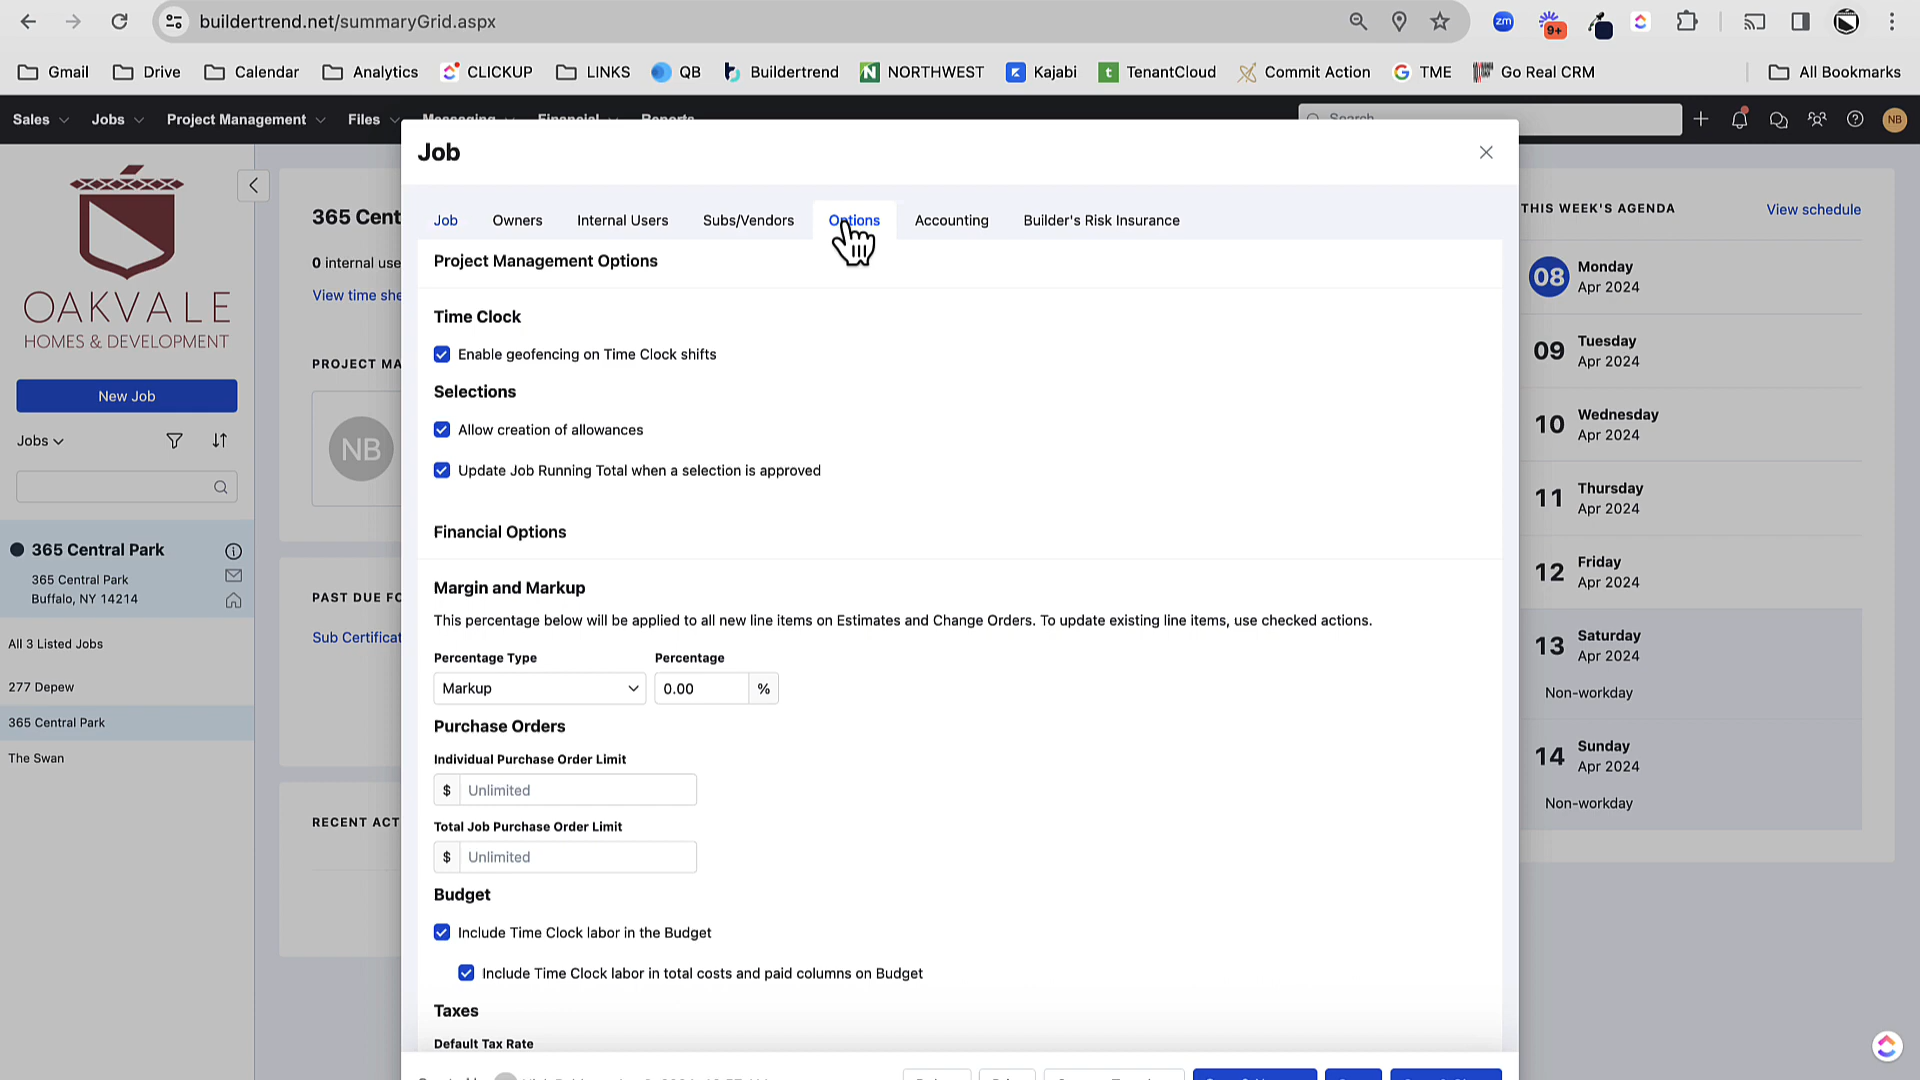 buildertrend.net/summaryGrid.aspx
zm
9+
Gmail Drive Calendar Analytics CLICKUP LINKS QB Buildertrend NORTHWEST Kajabi TenantCloud Commit Action TME Go Real CRM All Bookmarks
Sales Jobs Project Management Files Messaging Financial Reports Search NB
OAKVALE
HOMES & DEVELOPMENT
New Job
Jobs
365 Central Park
365 Central Park
Buffalo, NY 14214
All 3 Listed Jobs
277 Depew
365 Central Park
The Swan
365 Cent
0 internal use
View time she
PROJECT MA
NB
PAST DUE FO
Sub Certificat
RECENT ACT
Job
Job Owners Internal Users Subs/Vendors Options Accounting Builder's Risk Insurance
Project Management Options
Time Clock
Enable geofencing on Time Clock shifts
Selections
Allow creation of allowances
Update Job Running Total when a selection is approved
Financial Options
Margin and Markup
This percentage below will be applied to all new line items on Estimates and Change Orders. To update existing line items, use checked actions.
Percentage Type Percentage
Markup 0.00 %
Purchase Orders
Individual Purchase Order Limit
$ Unlimited
Total Job Purchase Order Limit
$ Unlimited
Budget
Include Time Clock labor in the Budget
Include Time Clock labor in total costs and paid columns on Budget
Taxes
Default Tax Rate
THIS WEEK'S AGENDA View schedule
08 Monday
Apr 2024
09 Tuesday
Apr 2024
10 Wednesday
Apr 2024
11 Thursday
Apr 2024
12 Friday
Apr 2024
13 Saturday
Apr 2024
Non-workday
14 Sunday
Apr 2024
Non-workday